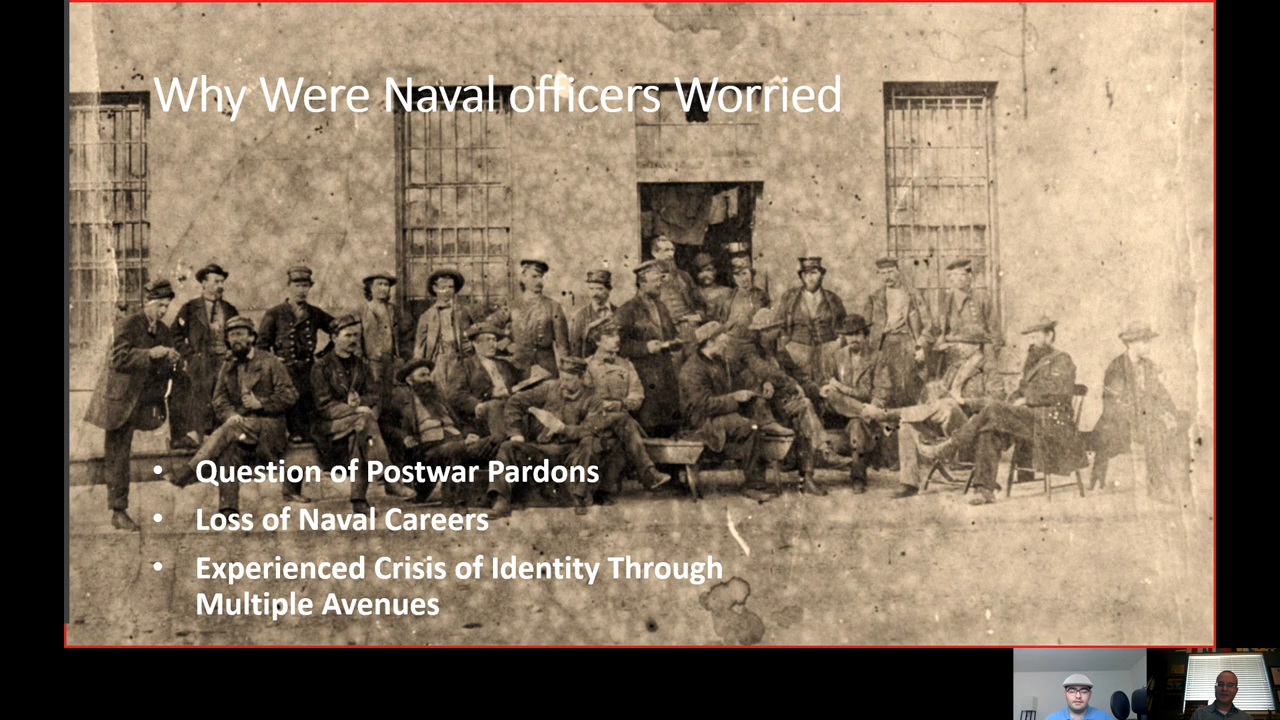 Why Were Naval officers Worried
• Question of Postwar Pardons
• Loss of Naval Careers
• Experienced Crisis of Identity Through
Multiple Avenues